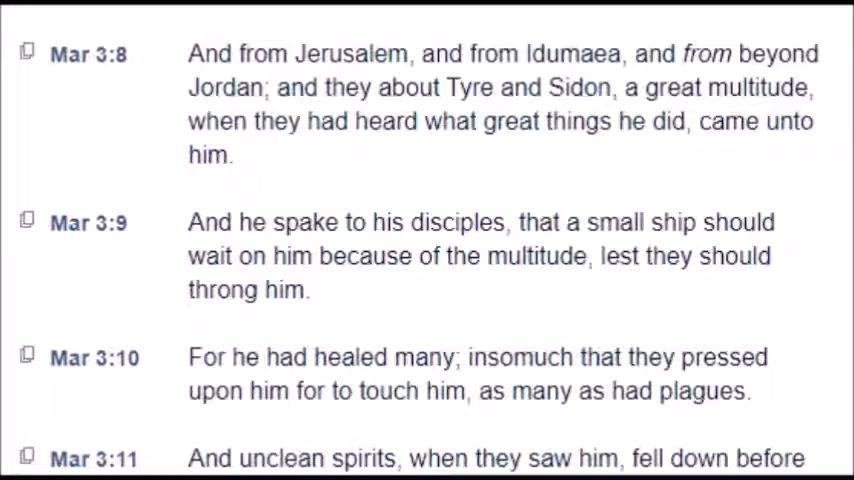 Mar 3:8 And from Jerusalem, and from Idumaea, and from beyond
Jordan; and they about Tyre and Sidon, a great multitude,
when they had heard what great things he did, came unto
him.
Mar 3:9 And he spake to his disciples, that a small ship should
wait on him because of the multitude, lest they should
throng him.
Mar 3:10 For he had healed many; insomuch that they pressed
upon him for to touch him, as many as had plagues.
Mar 3:11 And unclean spirits, when they saw him, fell down before